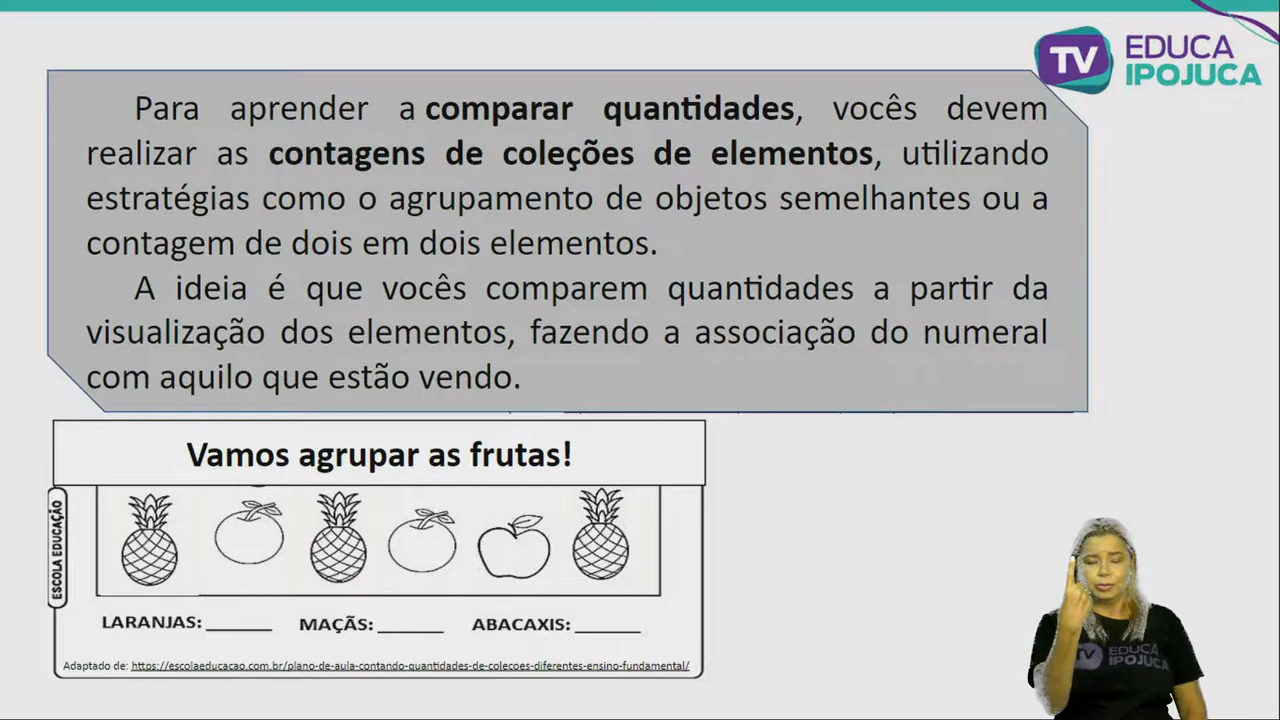 TV EDUCA
IPOJUCA
Para aprender a comparar quantidades, vocês devem
realizar as contagens de coleções de elementos, utilizando
estratégias como o agrupamento de objetos semelhantes ou a
contagem de dois em dois elementos.
A ideia é que vocês comparem quantidades a partir da
visualização dos elementos, fazendo a associação do numeral
com aquilo que estão vendo.
Vamos agrupar as frutas!
ESCOLA EDUCAÇÃO
LARANJAS: ______ MAÇÃS: ______ ABACAXIS: ______
Adaptado de: https://escolaeducacao.com.br/plano-de-aula-contando-quantidades-de-colecoes-diferentes-ensino-fundamental/
TV EDUCA
IPOJUCA